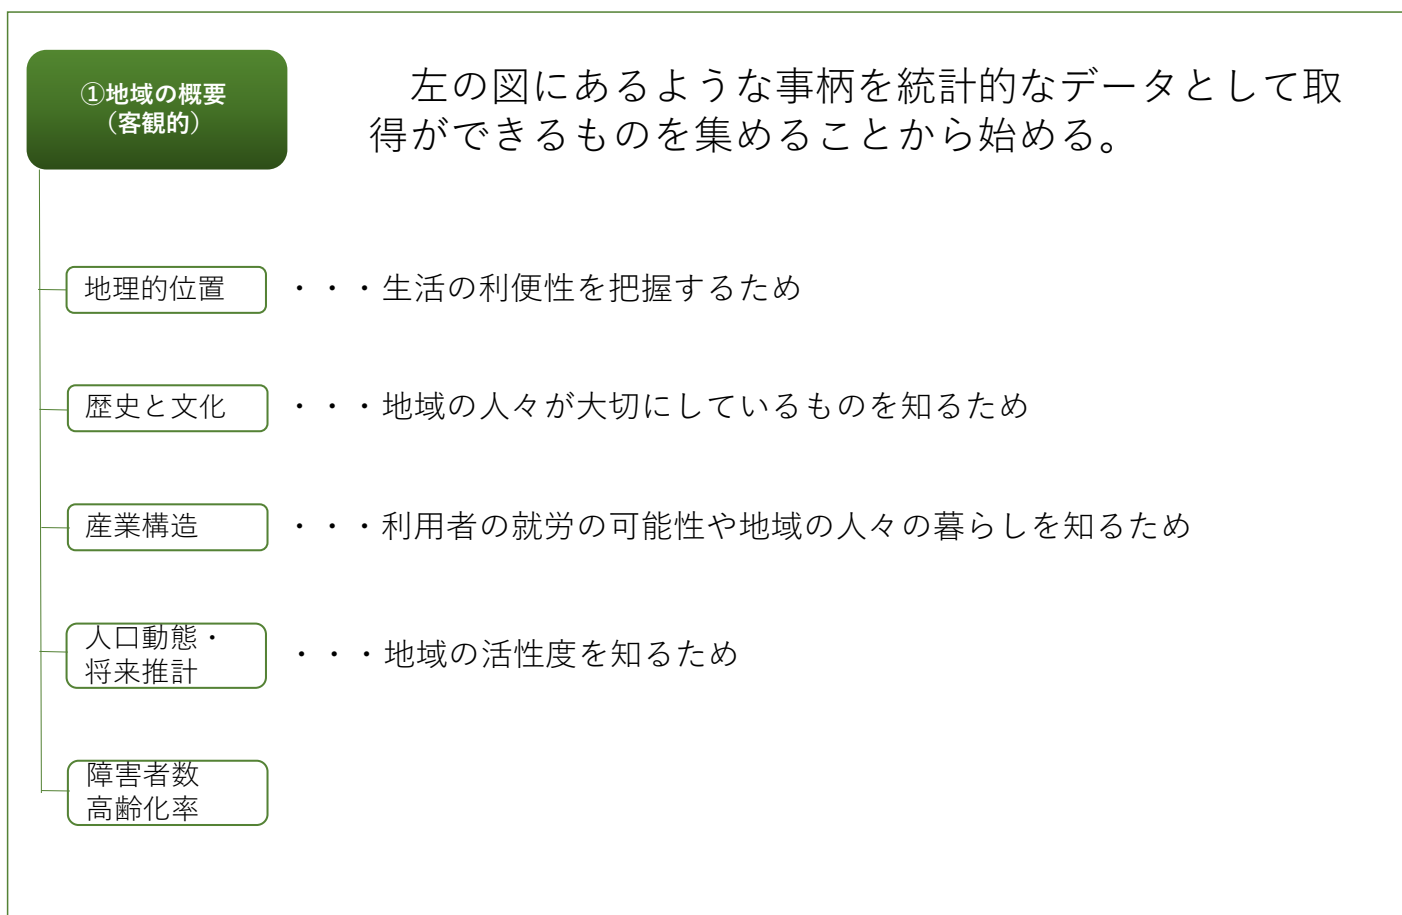 ①地域の概要
（客観的）
左の図にあるような事柄を統計的なデータとして取
得ができるものを集めることから始める。
地理的位置 ・・・生活の利便性を把握するため
歴史と文化 ・・・地域の人々が大切にしているものを知るため
産業構造 ・・・利用者の就労の可能性や地域の人々の暮らしを知るため
人口動態・
将来推計
・・・地域の活性度を知るため
障害者数
高齢化率